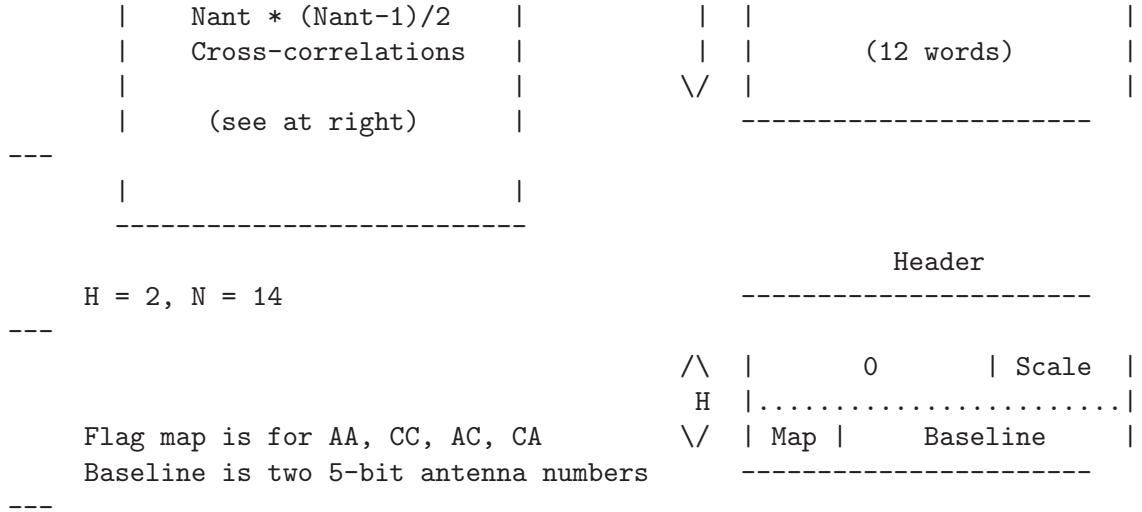 |    Nant * (Nant-1)/2    |           |  |                        |
|    Cross-correlations   |           |  |       (12 words)       |
|                         |          \/  |                        |
|     (see at right)      |              -----------------------
---
|                         |
---------------------------
Header
H = 2, N = 14                              -----------------------
---
/\  |       0       | Scale  |
H  |........................|
Flag map is for AA, CC, AC, CA         \/  | Map |     Baseline     |
Baseline is two 5-bit antenna numbers      -----------------------
---